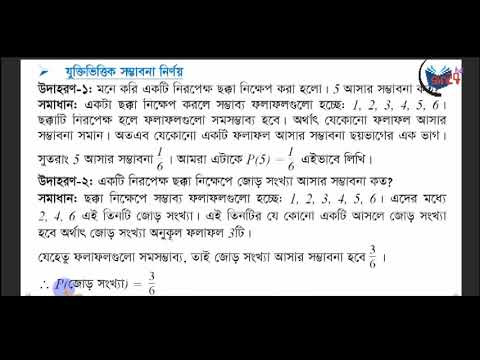 ➤ যুক্তিভিত্তিক সম্ভাবনা নির্ণয়
উদাহরণ-১: মনে করি একটি নিরপেক্ষ ছক্কা নিক্ষেপ করা হলো। 5 আসার সম্ভাবনা কত?
সমাধান: একটা ছক্কা নিক্ষেপ করলে সম্ভাব্য ফলাফলগুলো হচ্ছে: 1, 2, 3, 4, 5, 6 ।
ছক্কাটি নিরপেক্ষ হলে ফলাফলগুলো সমসম্ভাব্য হবে। অর্থাৎ যেকোনো ফলাফল আসার
সম্ভাবনা সমান। অতএব যেকোনো একটি ফলাফল আসার সম্ভাবনা ছয়ভাগের এক ভাগ।
সুতরাং 5 আসার সম্ভাবনা 1/6 । আমরা এটাকে P(5) = 1/6 এইভাবে লিখি।
উদাহরণ-২: একটি নিরপেক্ষ ছক্কা নিক্ষেপে জোড় সংখ্যা আসার সম্ভাবনা কত?
সমাধান: ছক্কা নিক্ষেপে সম্ভাব্য ফলাফলগুলো হচ্ছে: 1, 2, 3, 4, 5, 6 । এদের মধ্যে
2, 4, 6 এই তিনটি জোড় সংখ্যা। এই তিনটির যে কোনো একটি আসলে জোড় সংখ্যা
হবে অর্থাৎ জোড় সংখ্যা অনুকূল ফলাফল 3টি।
যেহেতু ফলাফলগুলো সমসম্ভাব্য, তাই জোড় সংখ্যা আসার সম্ভাবনা হবে 3/6 ।
∴ P(জোড় সংখ্যা) = 3/6